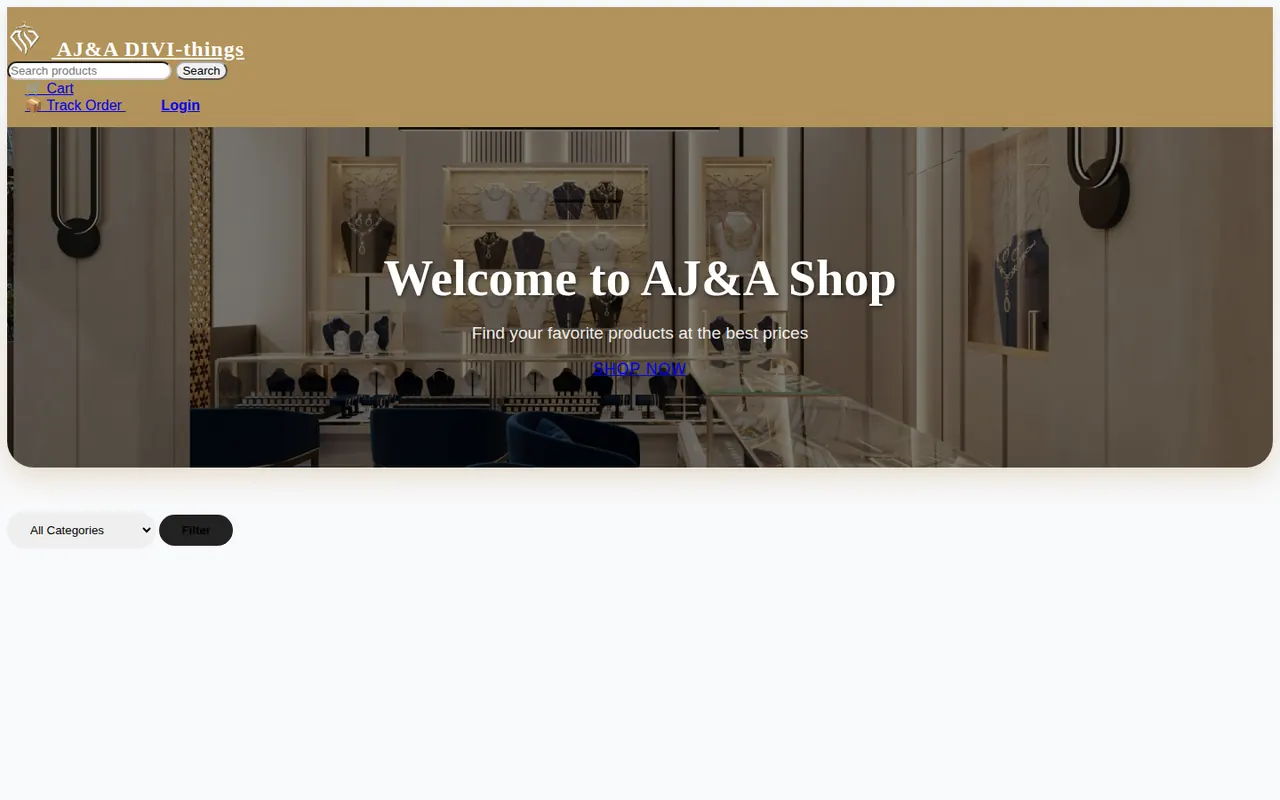 AJ&A DIVI-things
Search products Search
🛒 Cart
📦 Track Order Login
Welcome to AJ&A Shop
Find your favorite products at the best prices
SHOP NOW
All Categories Filter